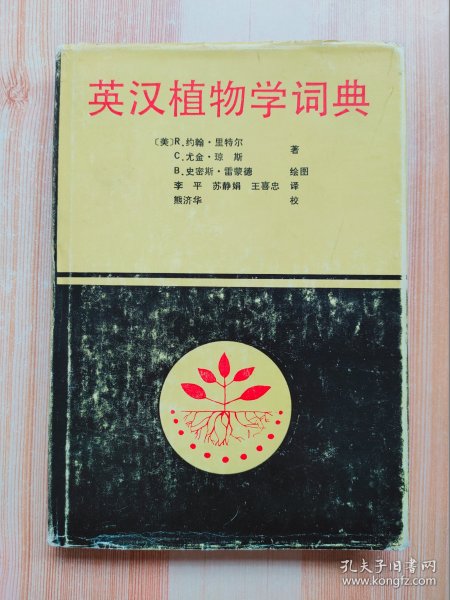 英汉植物学词典
〔美〕R.约翰·里特尔
C.尤金·琼 斯 著
B.史密斯·雷蒙德 绘图
李 平 苏静娟 王喜忠 译
熊济华 校
孔夫子旧书网
www.kongfz.com